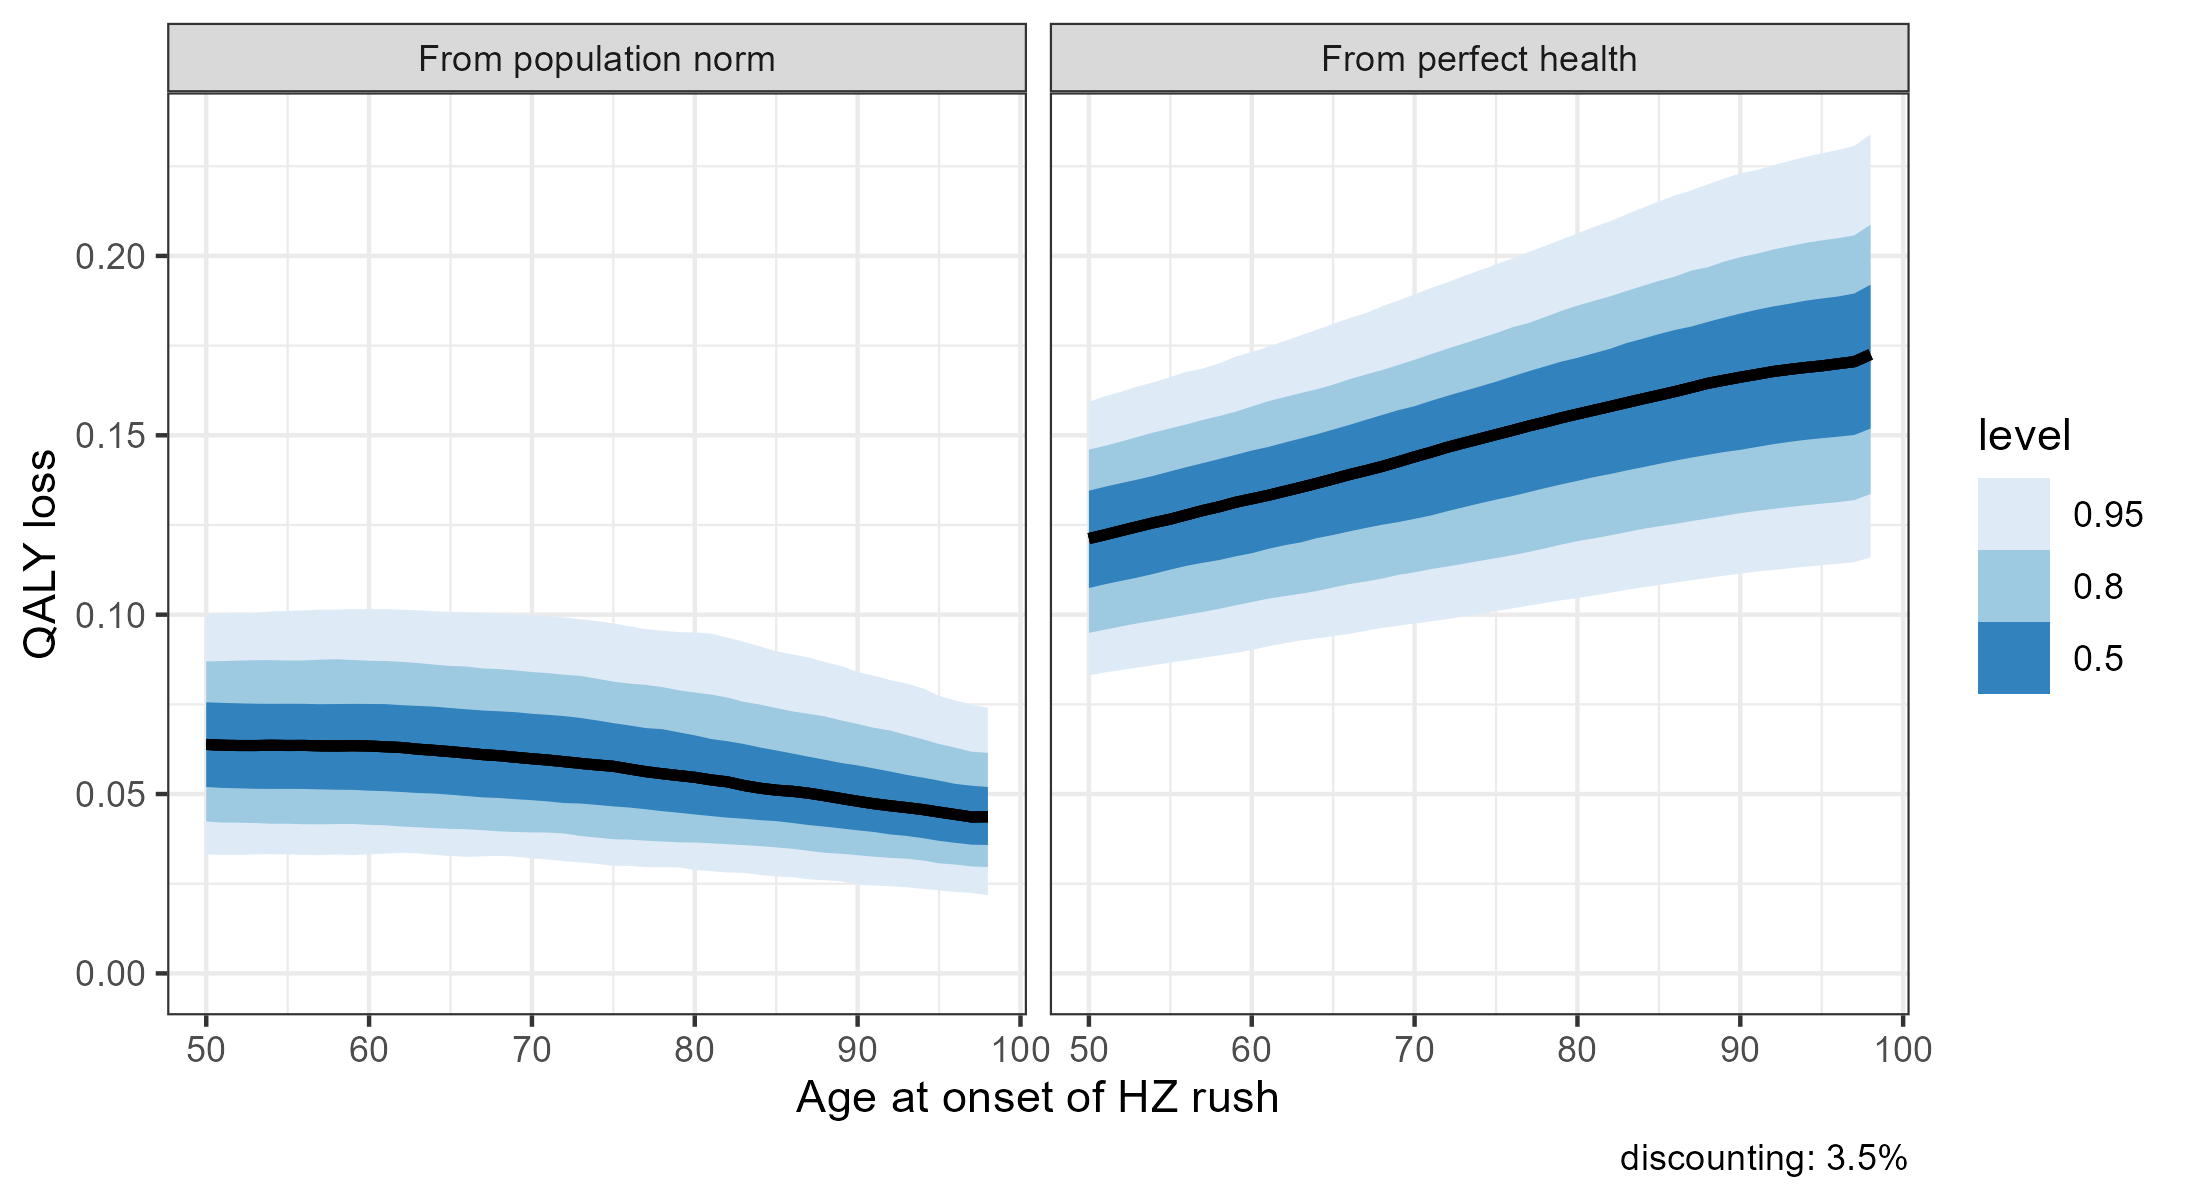 From population norm
From perfect health
QALY loss
0.20
0.15
0.10
0.05
0.00
50 60 70 80 90 100 50 60 70 80 90 100
Age at onset of HZ rush
level
0.95
0.8
0.5
discounting: 3.5%